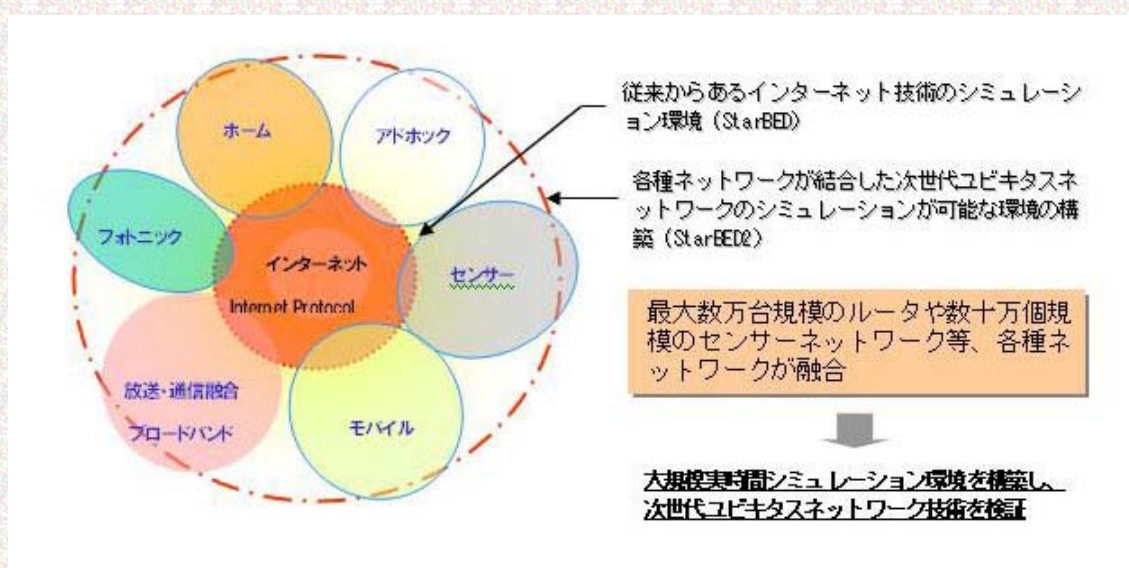 ホーム
アドホック
フォトニック
インターネット
Internet Protocol
センサー
放送・通信融合
ブロードバンド
モバイル
従来からあるインターネット技術のシミュレーシ
ョン環境（StarBED）
各種ネットワークが結合した次世代ユビキタスネ
ットワークのシミュレーションが可能な環境の構
築（StarBED2）
最大数万台規模のルータや数十万個規
模のセンサーネットワーク等、各種ネ
ットワークが融合
大規模実時間シミュレーション環境を構築し、
次世代ユビキタスネットワーク技術を検証